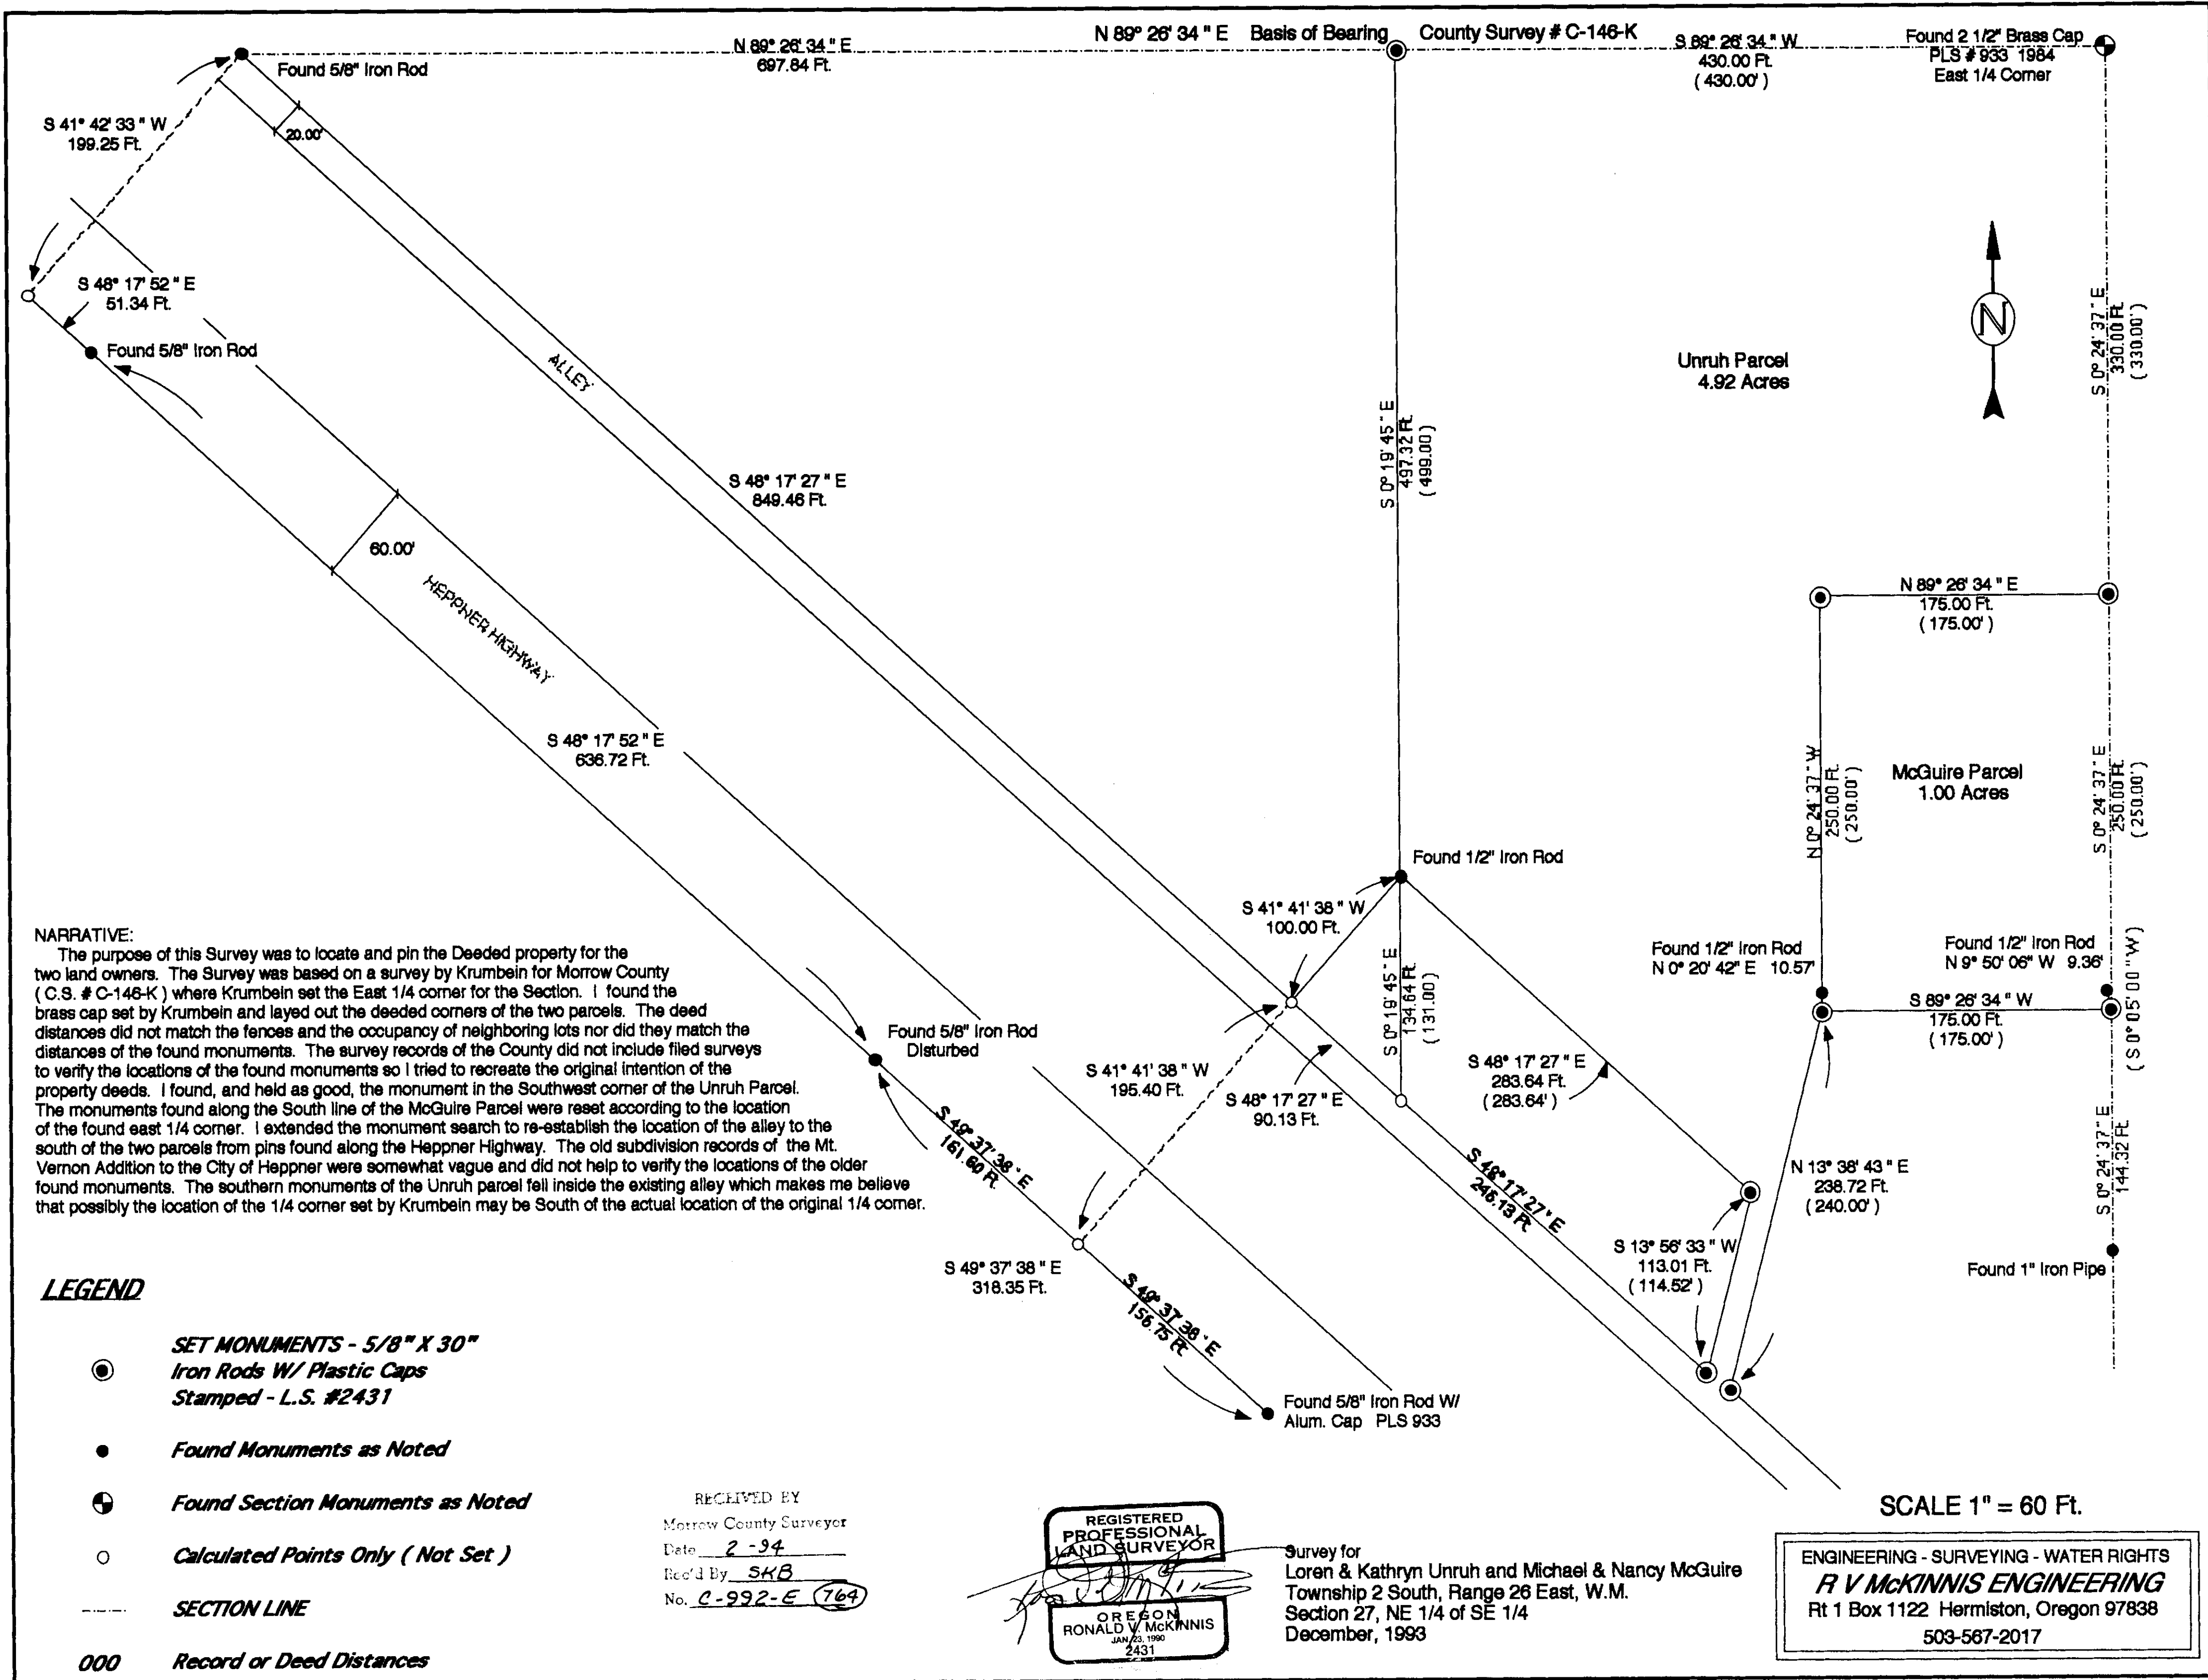 N 89° 26' 34" E Basis of Bearing County Survey # C-146-K
N 89° 26' 34" E
697.84 Ft.
S 89° 26' 34" W
430.00 Ft.
( 430.00' )
Found 2 1/2" Brass Cap
PLS # 933 1984
East 1/4 Corner
Found 5/8" Iron Rod
20.00'
S 41° 42' 33" W
199.25 Ft.
S 48° 17' 52" E
51.34 Ft.
Found 5/8" Iron Rod
ALLEY
S 48° 17' 27" E
849.46 Ft.
60.00'
HEPPNER HIGHWAY
S 48° 17' 52" E
636.72 Ft.
S 0° 19' 45" E
497.32 Ft.
( 499.00 )
Unruh Parcel
4.92 Acres
N
S 0° 24' 37" E
330.00 Ft.
( 330.00' )
N 89° 26' 34" E
175.00 Ft.
( 175.00' )
N 0° 24' 37" W
250.00 Ft.
( 250.00' )
McGuire Parcel
1.00 Acres
S 0° 24' 37" E
250.00 Ft.
( 250.00' )
Found 1/2" Iron Rod
S 41° 41' 38" W
100.00 Ft.
S 0° 19' 45" E
134.64 Ft.
( 131.00 )
Found 1/2" Iron Rod
N 0° 20' 42" E 10.57'
Found 1/2" Iron Rod
N 9° 50' 06" W 9.36'
S 89° 26' 34" W
175.00 Ft.
( 175.00' )
( S 0° 05' 00" W )
S 0° 24' 37" E
144.32 Ft.
Found 1" Iron Pipe
NARRATIVE:
The purpose of this Survey was to locate and pin the Deeded property for the
two land owners. The Survey was based on a survey by Krumbein for Morrow County
( C.S. # C-146-K ) where Krumbein set the East 1/4 corner for the Section. I found the
brass cap set by Krumbein and layed out the deeded corners of the two parcels. The deed
distances did not match the fences and the occupancy of neighboring lots nor did they match the
distances of the found monuments. The survey records of the County did not include filed surveys
to verify the locations of the found monuments so I tried to recreate the original intention of the
property deeds. I found, and held as good, the monument in the Southwest corner of the Unruh Parcel.
The monuments found along the South line of the McGuire Parcel were reset according to the location
of the found east 1/4 corner. I extended the monument search to re-establish the location of the alley to the
south of the two parcels from pins found along the Heppner Highway. The old subdivision records of the Mt.
Vernon Addition to the City of Heppner were somewhat vague and did not help to verify the locations of the older
found monuments. The southern monuments of the Unruh parcel fell inside the existing alley which makes me believe
that possibly the location of the 1/4 corner set by Krumbein may be South of the actual location of the original 1/4 corner.
Found 5/8" Iron Rod
Disturbed
S 41° 41' 38" W
195.40 Ft.
S 48° 17' 27" E
90.13 Ft.
S 48° 17' 27" E
283.64 Ft.
( 283.64' )
S 49° 37' 38" E
161.60 Ft.
S 48° 17' 27" E
246.13 Ft
N 13° 38' 43" E
238.72 Ft.
( 240.00' )
S 13° 56' 33" W
113.01 Ft.
( 114.52' )
S 49° 37' 38" E
318.35 Ft.
S 49° 37' 38" E
156.75 Ft.
Found 5/8" Iron Rod W/
Alum. Cap PLS 933
LEGEND
SET MONUMENTS - 5/8" X 30"
Iron Rods W/ Plastic Caps
Stamped - L.S. #2431
Found Monuments as Noted
Found Section Monuments as Noted
Calculated Points Only ( Not Set )
SECTION LINE
000 Record or Deed Distances
RECEIVED BY
Morrow County Surveyor
Date 2 -94
Rec'd By SKB
No. C-992-E 764
REGISTERED
PROFESSIONAL
LAND SURVEYOR
OREGON
RONALD V. McKINNIS
JAN. 23, 1990
2431
Survey for
Loren & Kathryn Unruh and Michael & Nancy McGuire
Township 2 South, Range 26 East, W.M.
Section 27, NE 1/4 of SE 1/4
December, 1993
SCALE 1" = 60 Ft.
ENGINEERING - SURVEYING - WATER RIGHTS
R V McKINNIS ENGINEERING
Rt 1 Box 1122 Hermiston, Oregon 97838
503-567-2017